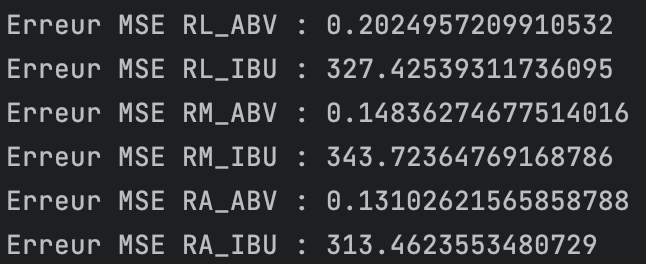 Erreur MSE RL_ABV : 0.2024957209910532
Erreur MSE RL_IBU : 327.42539311736095
Erreur MSE RM_ABV : 0.14836274677514016
Erreur MSE RM_IBU : 343.72364769168786
Erreur MSE RA_ABV : 0.13102621565858788
Erreur MSE RA_IBU : 313.4623553480729